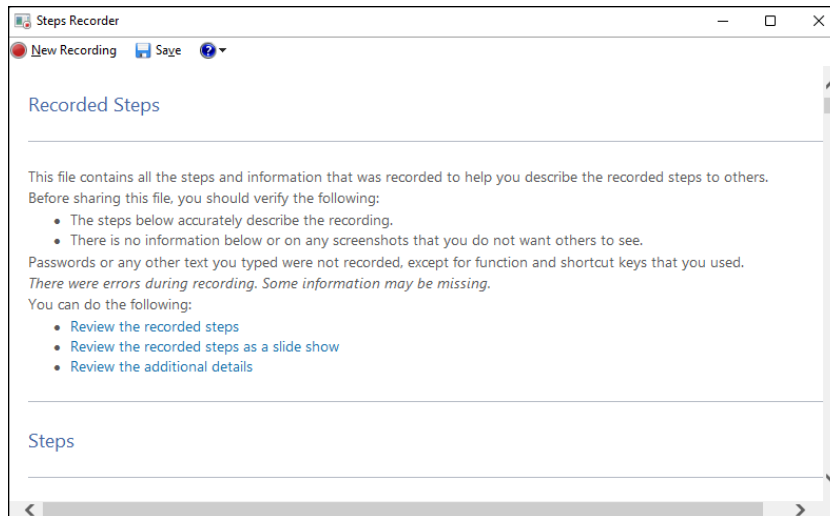 Steps Recorder
New Recording Save
Recorded Steps
This file contains all the steps and information that was recorded to help you describe the recorded steps to others.
Before sharing this file, you should verify the following:
• The steps below accurately describe the recording.
• There is no information below or on any screenshots that you do not want others to see.
Passwords or any other text you typed were not recorded, except for function and shortcut keys that you used.
There were errors during recording. Some information may be missing.
You can do the following:
• Review the recorded steps
• Review the recorded steps as a slide show
• Review the additional details
Steps